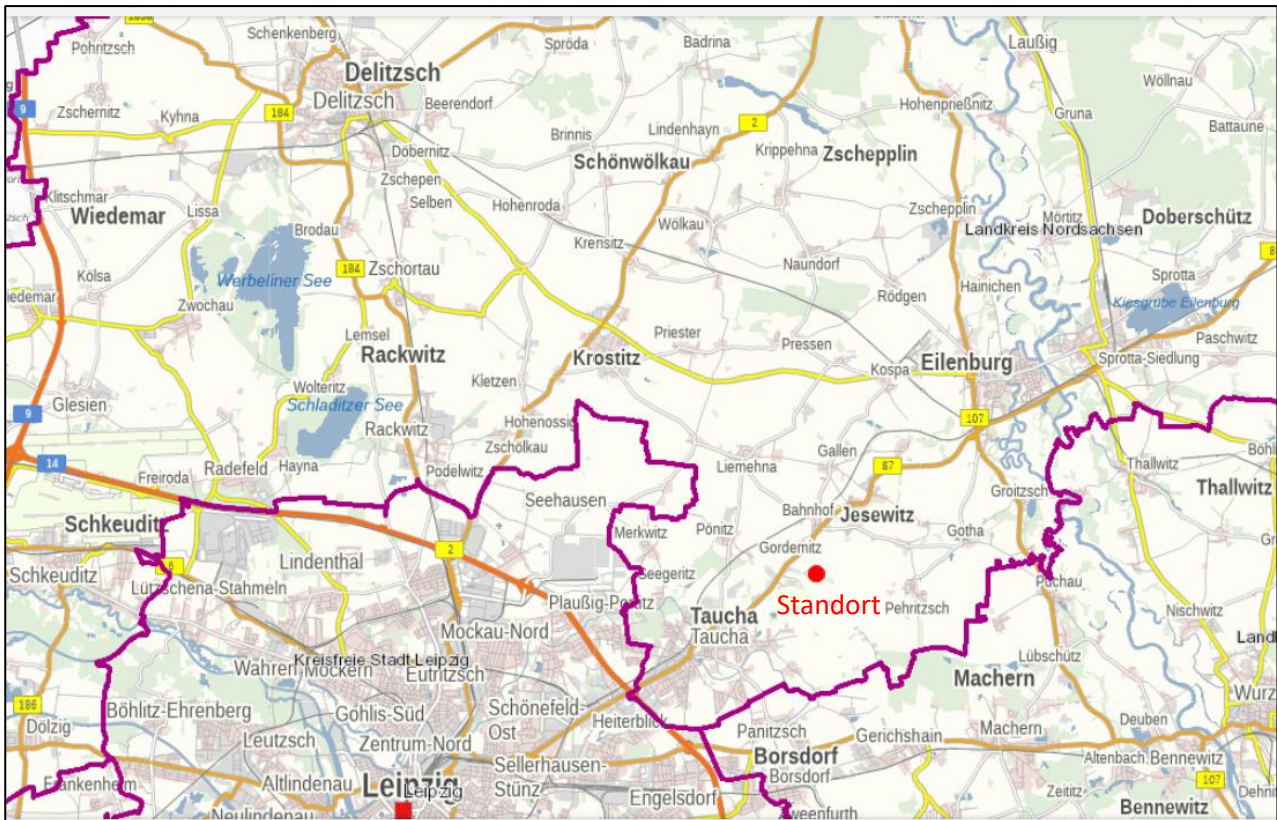 Pohritzsch
Schenkenberg
Spröda
Badrina
Laußig
Delitzsch
Delitzsch
Wöllnau
9
Zschernitz
Kyhna
184
Beerendorf
Hohenprießnitz
Gruna
Battaune
Brinnis
Lindenhayn
2
Krippehna
Döbernitz
Schönwölkau
Zschepplin
Zschepen
Klitschmar
Selben
Hohenroda
Zschepplin
Wiedemar
Lissa
Wölkau
Mörtitz
Doberschütz
Brodau
Krensitz
Landkreis Nordsachsen
Kölsa
Werbeliner See
184
Zschortau
Naundorf
Sprotta
Hainichen
Rödgen
Zwochau
Kiesgrube Eilenburg
Lemsel
Priester
Pressen
Paschwitz
Rackwitz
Krostitz
Eilenburg
Sprotta-Siedlung
Kletzen
Kospa
Wolteritz
Glesien
Schladitzer See
9
Hohenossig
107
Rackwitz
Zschölkau
Gallen
14
Hayna
Radefeld
Podelwitz
Liemehna
87
Thallwitz
Freiroda
Groitzsch
Seehausen
Thallwitz
Bahnhof
Jesewitz
Schkeuditz
Merkwitz
Pönitz
Gotha
2
Gordemitz
Lindenthal
6
Schkeuditz
Seegeritz
Lützschena-Stahmeln
Püchau
Plaußig-Portitz
Standort
Pehritzsch
Nischwitz
Taucha
Taucha
Mockau-Nord
Wahren
Möckern
Kreisfreie Stadt Leipzig
Eutritzsch
Lübschütz
Machern
186
Böhlitz-Ehrenberg
Gohlis-Süd
Schönefeld-
Ost
Dölzig
Heiterblick
Panitzsch
Machern
Deuben
Leutzsch
Zentrum-Nord
Gerichshain
Borsdorf
Altenbach
Bennewitz
Sellerhausen-
Stünz
Frankenheim
Altlindenau
Leipzig
Leipzig
Borsdorf
107
Engelsdorf
Zeititz
Neulindenau
Bennewitz